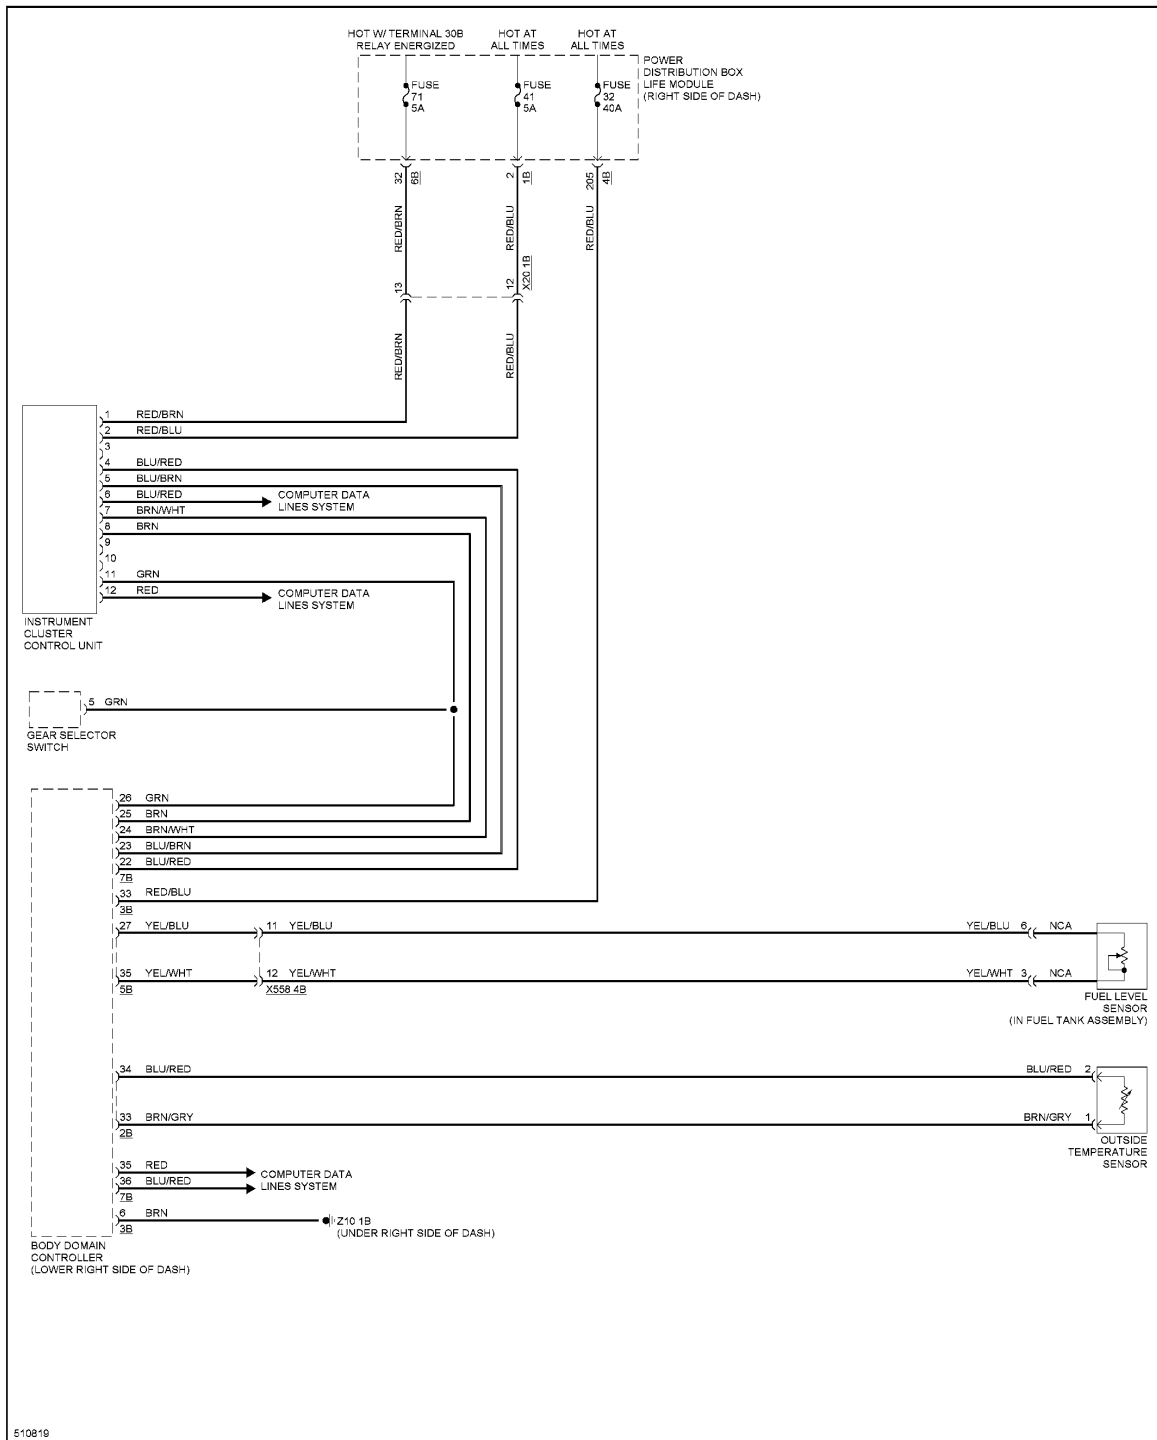 HOT W/ TERMINAL 30B
RELAY ENERGIZED
HOT AT
ALL TIMES
HOT AT
ALL TIMES
FUSE
71
5A
FUSE
41
5A
FUSE
32
40A
POWER
DISTRIBUTION BOX
LIFE MODULE
(RIGHT SIDE OF DASH)
32
6B
2
1B
205
4B
RED/BRN
RED/BLU
RED/BLU
13
12
X20 1B
RED/BRN
RED/BLU
1 RED/BRN
2 RED/BLU
3
4 BLU/RED
5 BLU/BRN
6 BLU/RED
COMPUTER DATA
LINES SYSTEM
7 BRN/WHT
8 BRN
9
10
11 GRN
12 RED
COMPUTER DATA
LINES SYSTEM
INSTRUMENT
CLUSTER
CONTROL UNIT
5 GRN
GEAR SELECTOR
SWITCH
26 GRN
25 BRN
24 BRN/WHT
23 BLU/BRN
22 BLU/RED
7B
33 RED/BLU
3B
27 YEL/BLU 11 YEL/BLU YEL/BLU 6 NCA
35 YEL/WHT 12 YEL/WHT YEL/WHT 3 NCA
5B X558 4B
FUEL LEVEL
SENSOR
(IN FUEL TANK ASSEMBLY)
34 BLU/RED BLU/RED 2
33 BRN/GRY BRN/GRY 1
2B
OUTSIDE
TEMPERATURE
SENSOR
35 RED
36 BLU/RED
7B
COMPUTER DATA
LINES SYSTEM
6 BRN
3B
Z10 1B
(UNDER RIGHT SIDE OF DASH)
BODY DOMAIN
CONTROLLER
(LOWER RIGHT SIDE OF DASH)
510819